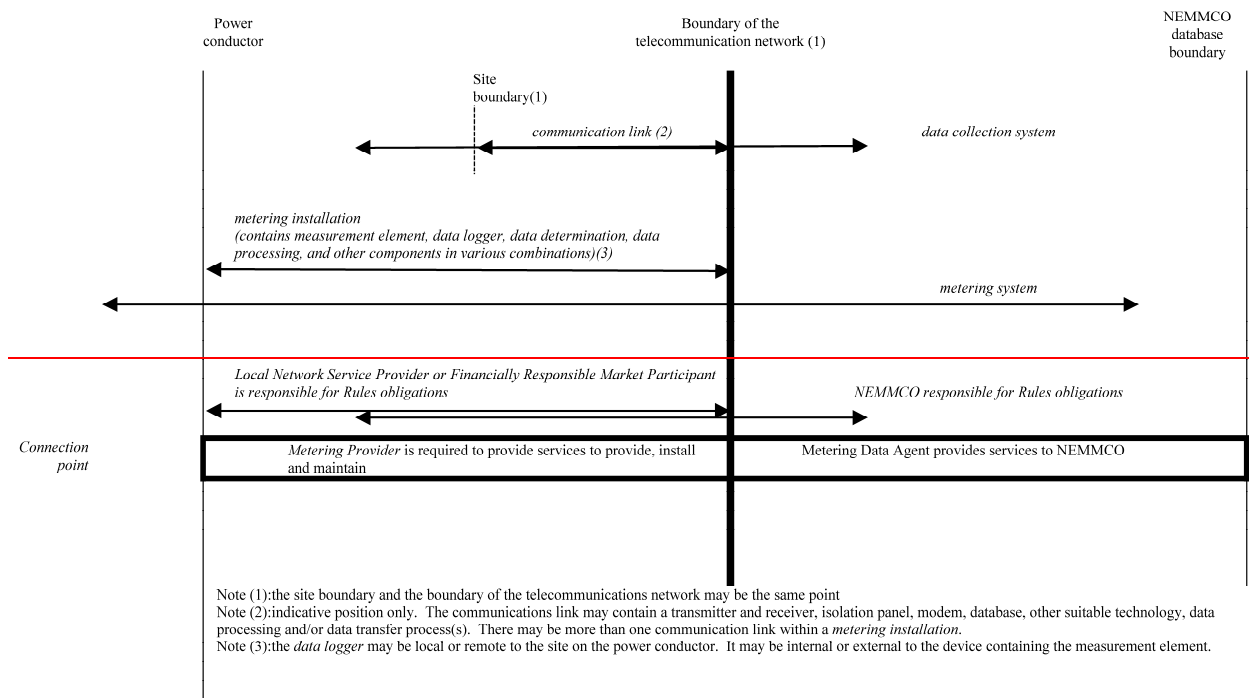 Power
conductor
Boundary of the
telecommunication network (1)
NEMMCO
database
boundary
Site
boundary(1)
communication link (2)
data collection system
metering installation
(contains measurement element, data logger, data determination, data
processing, and other components in various combinations)(3)
metering system
Local Network Service Provider or Financially Responsible Market Participant
is responsible for Rules obligations
NEMMCO responsible for Rules obligations
Connection
point
Metering Provider is required to provide services to provide, install
and maintain
Metering Data Agent provides services to NEMMCO
Note (1):the site boundary and the boundary of the telecommunications network may be the same point
Note (2):indicative position only. The communications link may contain a transmitter and receiver, isolation panel, modem, database, other suitable technology, data
processing and/or data transfer process(s). There may be more than one communication link within a metering installation.
Note (3):the data logger may be local or remote to the site on the power conductor. It may be internal or external to the device containing the measurement element.